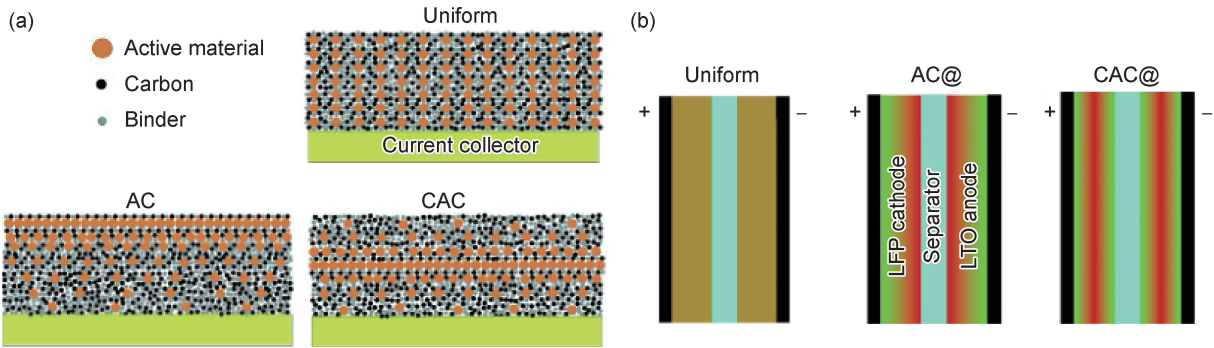 (a)
Uniform
Active material
Carbon
Binder
Current collector
AC
CAC
(b)
Uniform
AC@
CAC@
+
–
+
–
+
–
LFP cathode
Separator
LTO anode